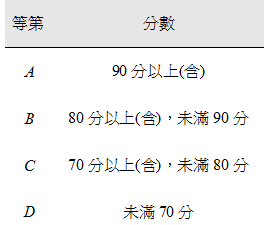 等第 分數
A 90 分以上(含)
B 80 分以上(含)，未滿 90 分
C 70 分以上(含)，未滿 80 分
D 未滿 70 分